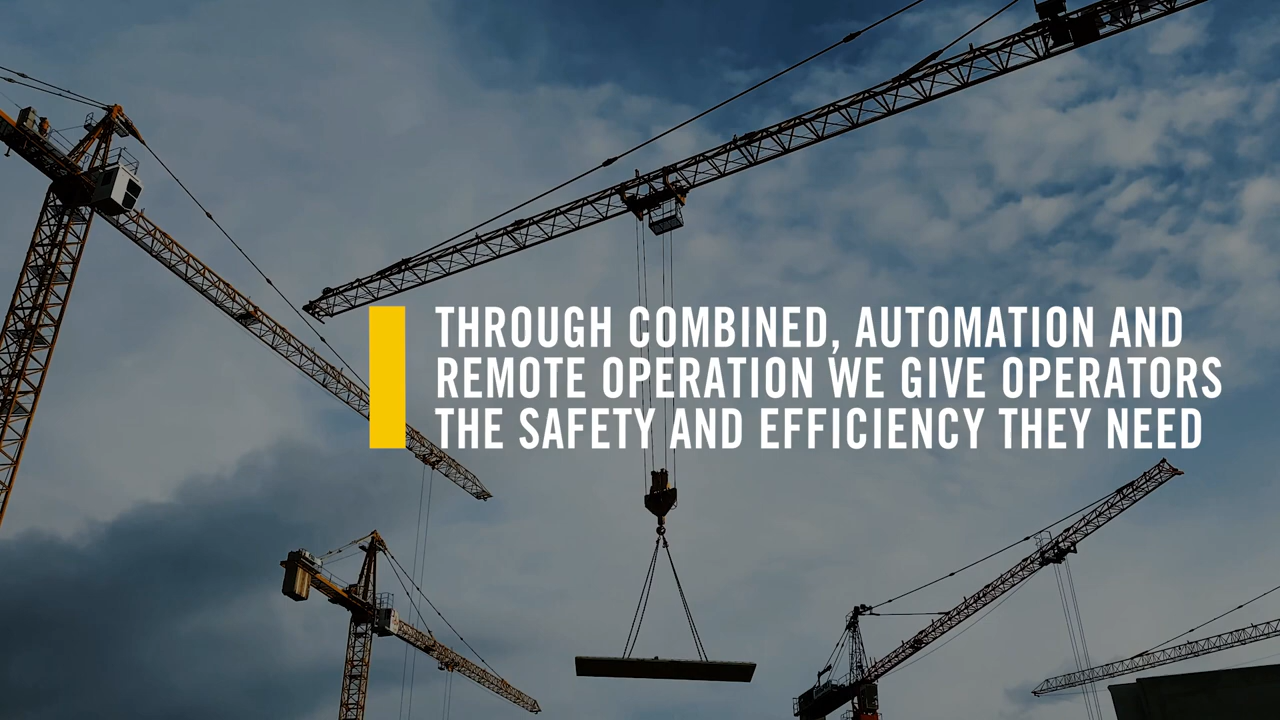 THROUGH COMBINED, AUTOMATION AND
REMOTE OPERATION WE GIVE OPERATORS
THE SAFETY AND EFFICIENCY THEY NEED